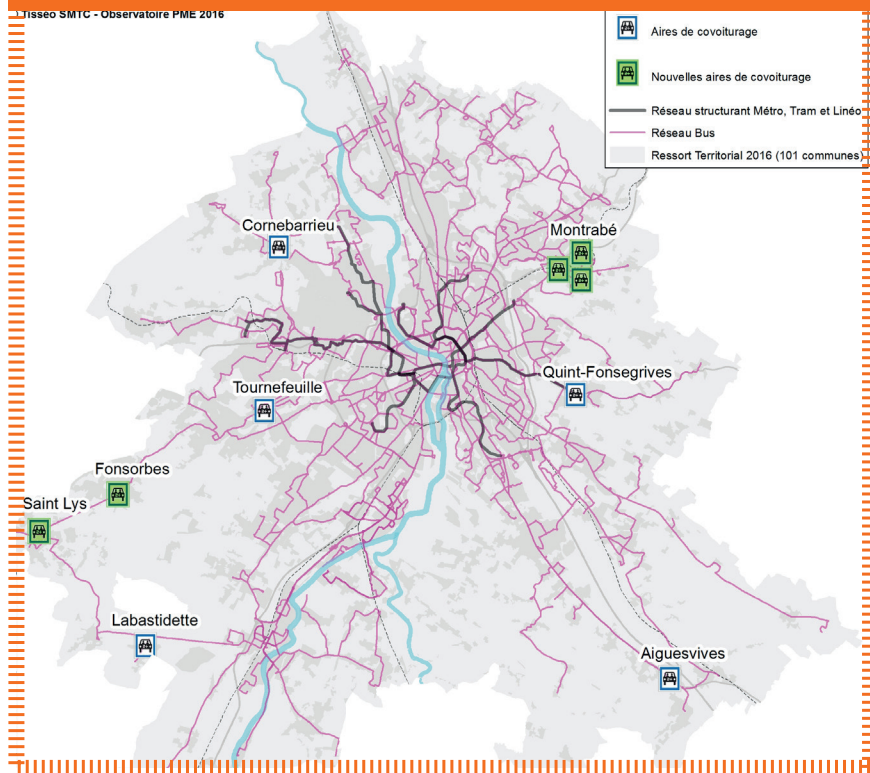 ) Tisséo SMTC - Observatoire PME 2016
Aires de covoiturage
Nouvelles aires de covoiturage
Réseau structurant Métro, Tram et Linéo
Réseau Bus
Ressort Territorial 2016 (101 communes)
Cornebarrieu
Montrabé
Quint-Fonsegrives
Tournefeuille
Fonsorbes
Saint Lys
Labastidette
Aiguesvives